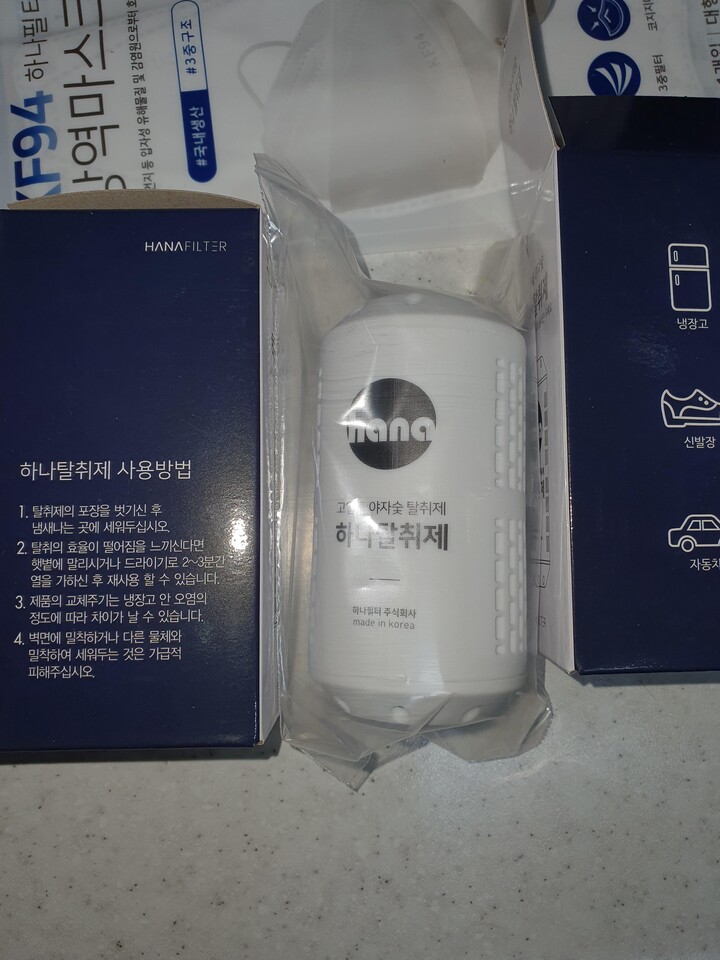 KF94
하나필터
방역마스크
#3중구조
#국내생산
3중필터
HANAFILTER
하나탈취제 사용방법
1. 탈취제의 포장을 벗기신 후
냄새나는 곳에 세워두십시오.
2. 탈취의 효율이 떨어짐을 느끼신다면
햇볕에 말리시거나 드라이기로 2~3분간
열을 가하신 후 재사용 할 수 있습니다.
3. 제품의 교체주기는 냉장고 안 오염의
정도에 따라 차이가 날 수 있습니다.
4. 벽면에 밀착하거나 다른 물체와
밀착하여 세워두는 것은 가급적
피해주십시오.
hana
야자숯 탈취제
하나탈취제
하나필터 주식회사
made in korea
냉장고
신발장
자동차